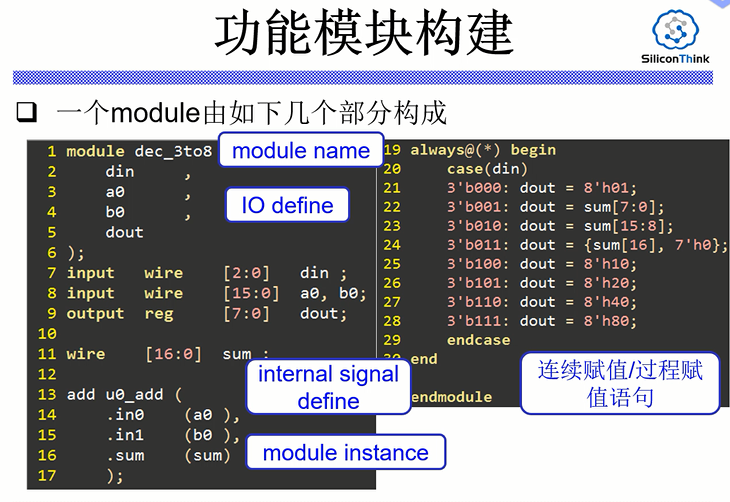 功能模块构建
SiliconThink
一个module由如下几个部分构成
1 module dec_3to8
module name
2 din ,
3 a0 ,
IO define
4 b0 ,
5 dout
6 );
7 input wire [2:0] din ;
8 input wire [15:0] a0, b0;
9 output reg [7:0] dout;
10
11 wire [16:0] sum ;
12
internal signal
define
13 add u0_add (
14 .in0 (a0 ),
15 .in1 (b0 ),
16 .sum (sum)
module instance
17 );
19 always@(*) begin
20 case(din)
21 3'b000: dout = 8'h01;
22 3'b001: dout = sum[7:0];
23 3'b010: dout = sum[15:8];
24 3'b011: dout = {sum[16], 7'h0};
25 3'b100: dout = 8'h10;
26 3'b101: dout = 8'h20;
27 3'b110: dout = 8'h40;
28 3'b111: dout = 8'h80;
29 endcase
30 end
endmodule
连续赋值/过程赋
值语句